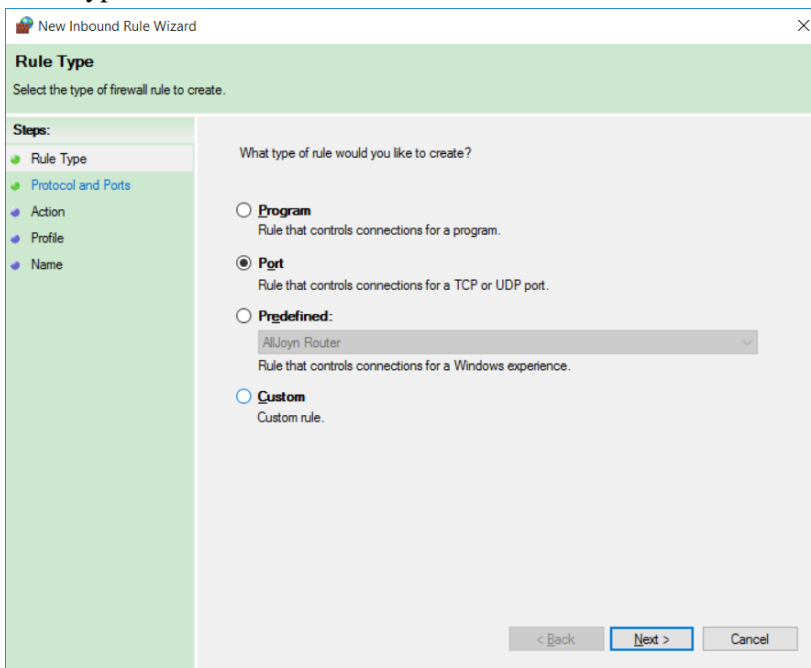 New Inbound Rule Wizard
Rule Type
Select the type of firewall rule to create.
Steps:
Rule Type
Protocol and Ports
Action
Profile
Name
What type of rule would you like to create?
Program
Rule that controls connections for a program.
Port
Rule that controls connections for a TCP or UDP port.
Predefined:
AllJoyn Router
Rule that controls connections for a Windows experience.
Custom
Custom rule.
< Back Next > Cancel